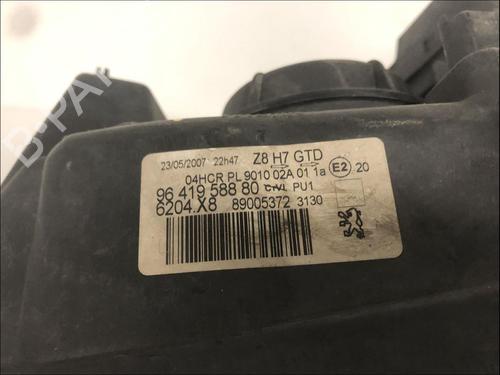 23/05/2007 22h47 Z8 H7 GTD
04HCR PL 9010 02A 01 1a E2 20
96 419 588 80 PU1
6204.X8 89005372 3130
B-PARTS